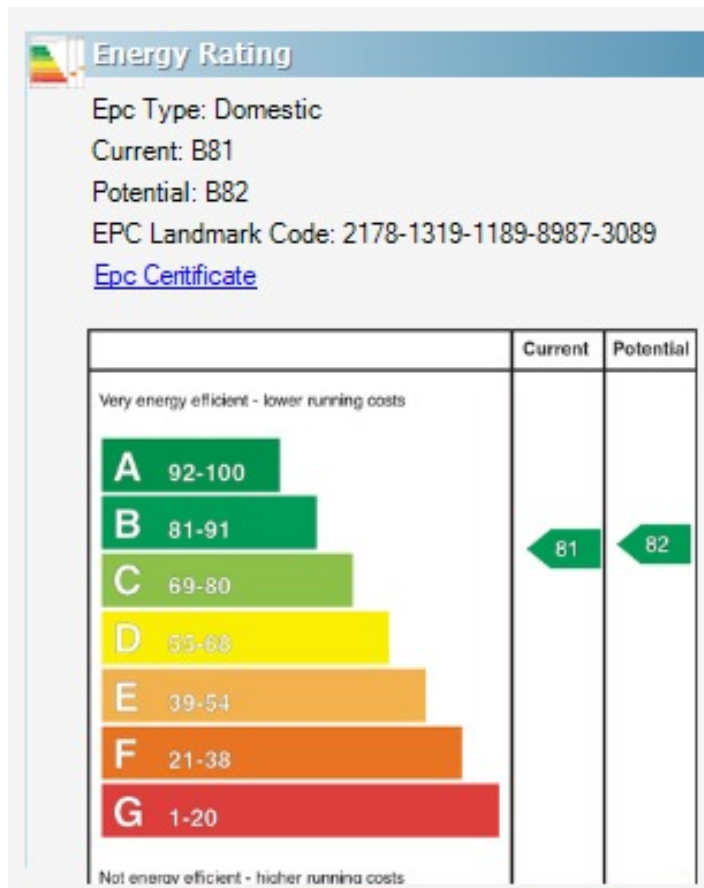 Energy Rating
Epc Type: Domestic
Current: B81
Potential: B82
EPC Landmark Code: 2178-1319-1189-8987-3089
Epc Ceritificate
Current Potential
Very energy efficient - lower running costs
A 92-100
B 81-91
81 82
C 69-80
D 55-68
E 39-54
F 21-38
G 1-20
Not energy efficient - higher running costs